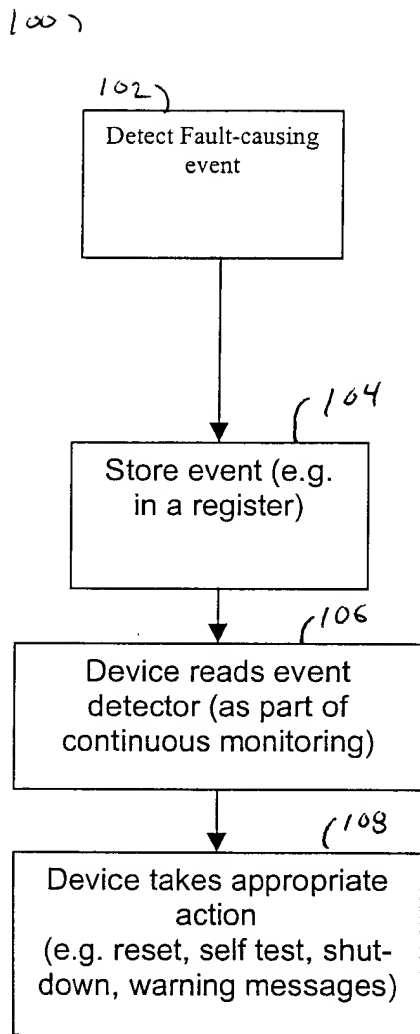 100
102
Detect Fault-causing
event
104
Store event (e.g.
in a register)
106
Device reads event
detector (as part of
continuous monitoring)
108
Device takes appropriate
action
(e.g. reset, self test, shut-
down, warning messages)